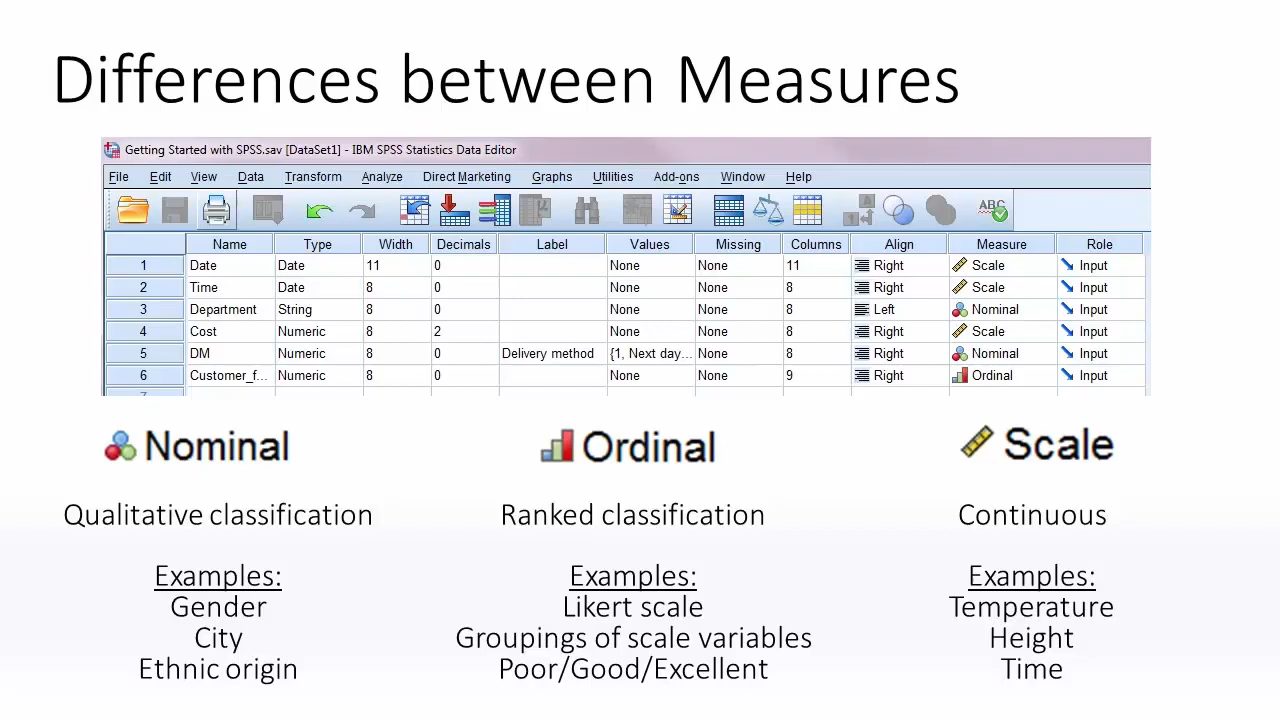 Differences between Measures
Getting Started with SPSS.sav [DataSet1] - IBM SPSS Statistics Data Editor
File Edit View Data Transform Analyze Direct Marketing Graphs Utilities Add-ons Window Help
Name Type Width Decimals Label Values Missing Columns Align Measure Role
1 Date Date 11 0 None None 11 Right Scale Input
2 Time Date 8 0 None None 8 Right Scale Input
3 Department String 8 0 None None 8 Left Nominal Input
4 Cost Numeric 8 2 None None 8 Right Scale Input
5 DM Numeric 8 0 Delivery method {1, Next day... None 8 Right Nominal Input
6 Customer_f... Numeric 8 0 None None 9 Right Ordinal Input
Nominal Ordinal Scale
Qualitative classification Ranked classification Continuous
Examples: Examples: Examples:
Gender Likert scale Temperature
City Groupings of scale variables Height
Ethnic origin Poor/Good/Excellent Time